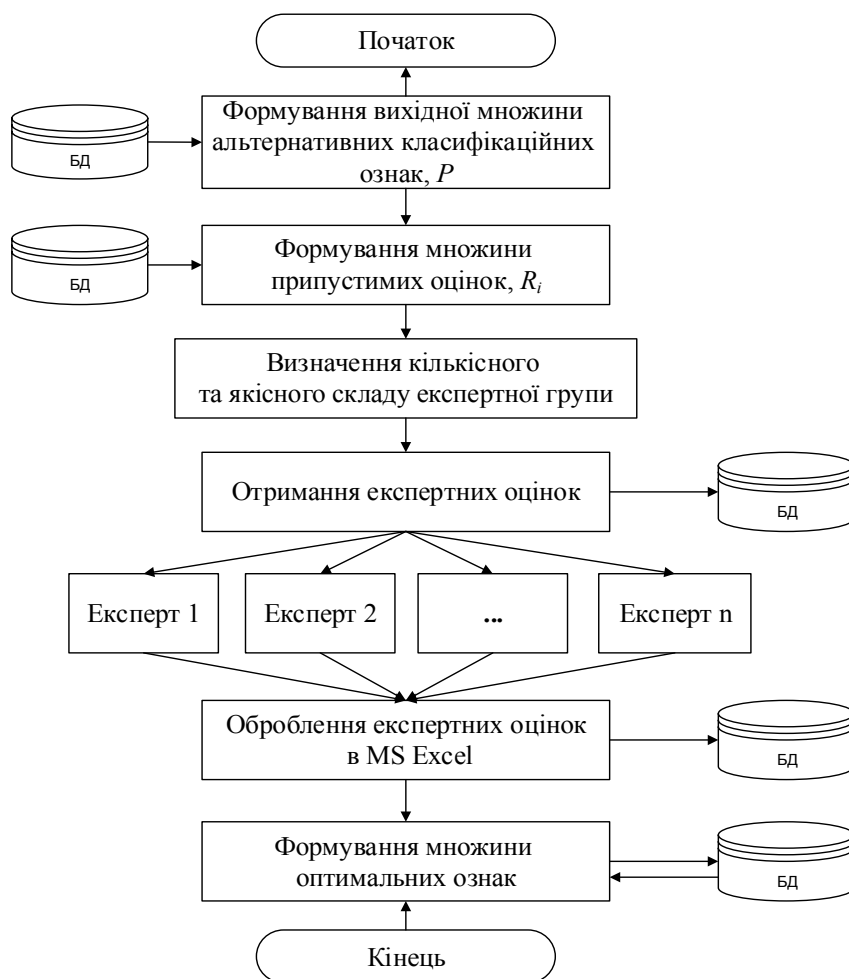 Початок
Формування вихідної множини
альтернативних класифікаційних
ознак, P
БД
Формування множини
припустимих оцінок, Ri
БД
Визначення кількісного
та якісного складу експертної групи
Отримання експертних оцінок
БД
Експерт 1
Експерт 2
...
Експерт n
Оброблення експертних оцінок
в MS Excel
БД
Формування множини
оптимальних ознак
БД
Кінець